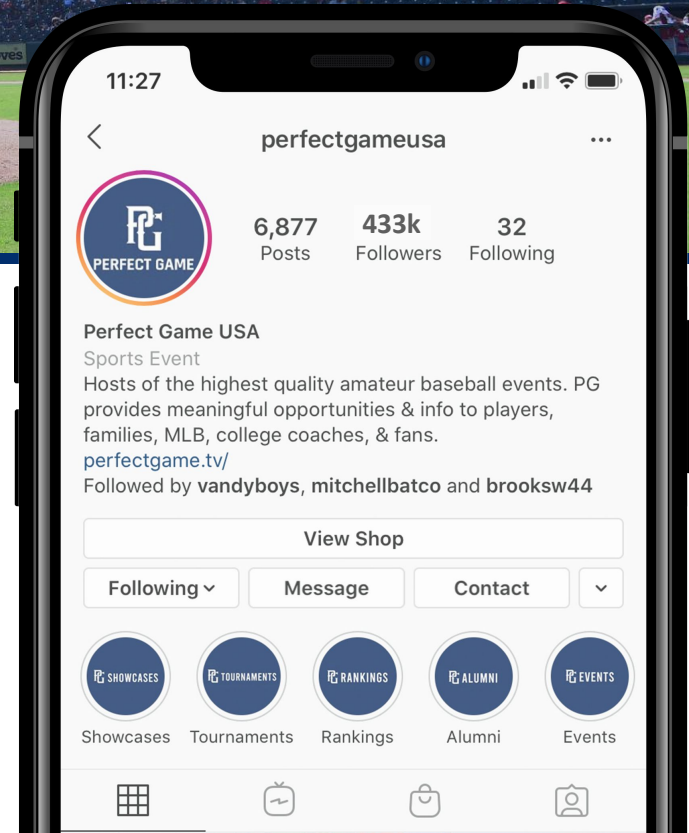 ves
11:27
perfectgameusa
PG
PERFECT GAME
6,877 433k 32
Posts Followers Following
Perfect Game USA
Sports Event
Hosts of the highest quality amateur baseball events. PG
provides meaningful opportunities & info to players,
families, MLB, college coaches, & fans.
perfectgame.tv/
Followed by vandyboys, mitchellbatco and brooksw44
View Shop
Following Message Contact
PG SHOWCASES PG TOURNAMENTS PG RANKINGS PG ALUMNI PG EVENTS
Showcases Tournaments Rankings Alumni Events